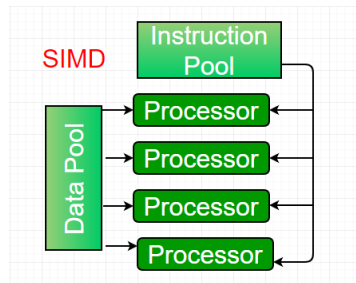 SIMD
Instruction
Pool
Data Pool
Processor
Processor
Processor
Processor